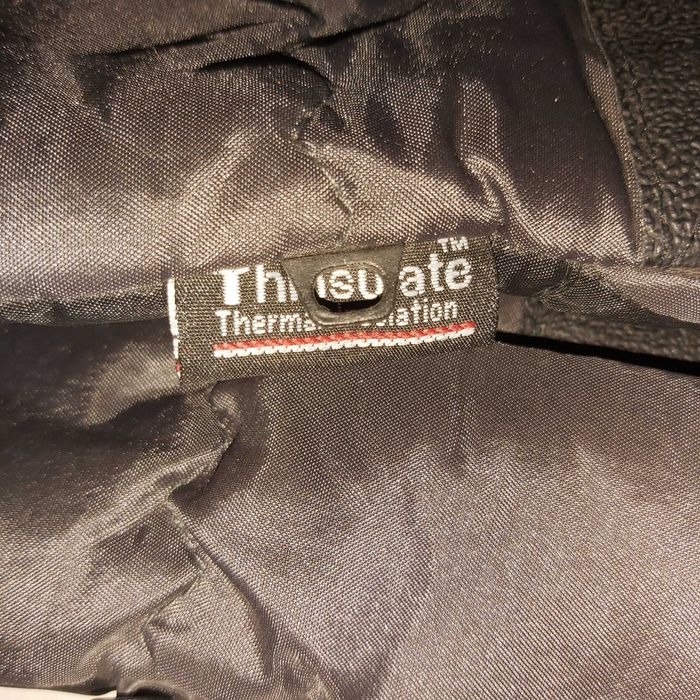 Thinsulate™
Thermal Insulation